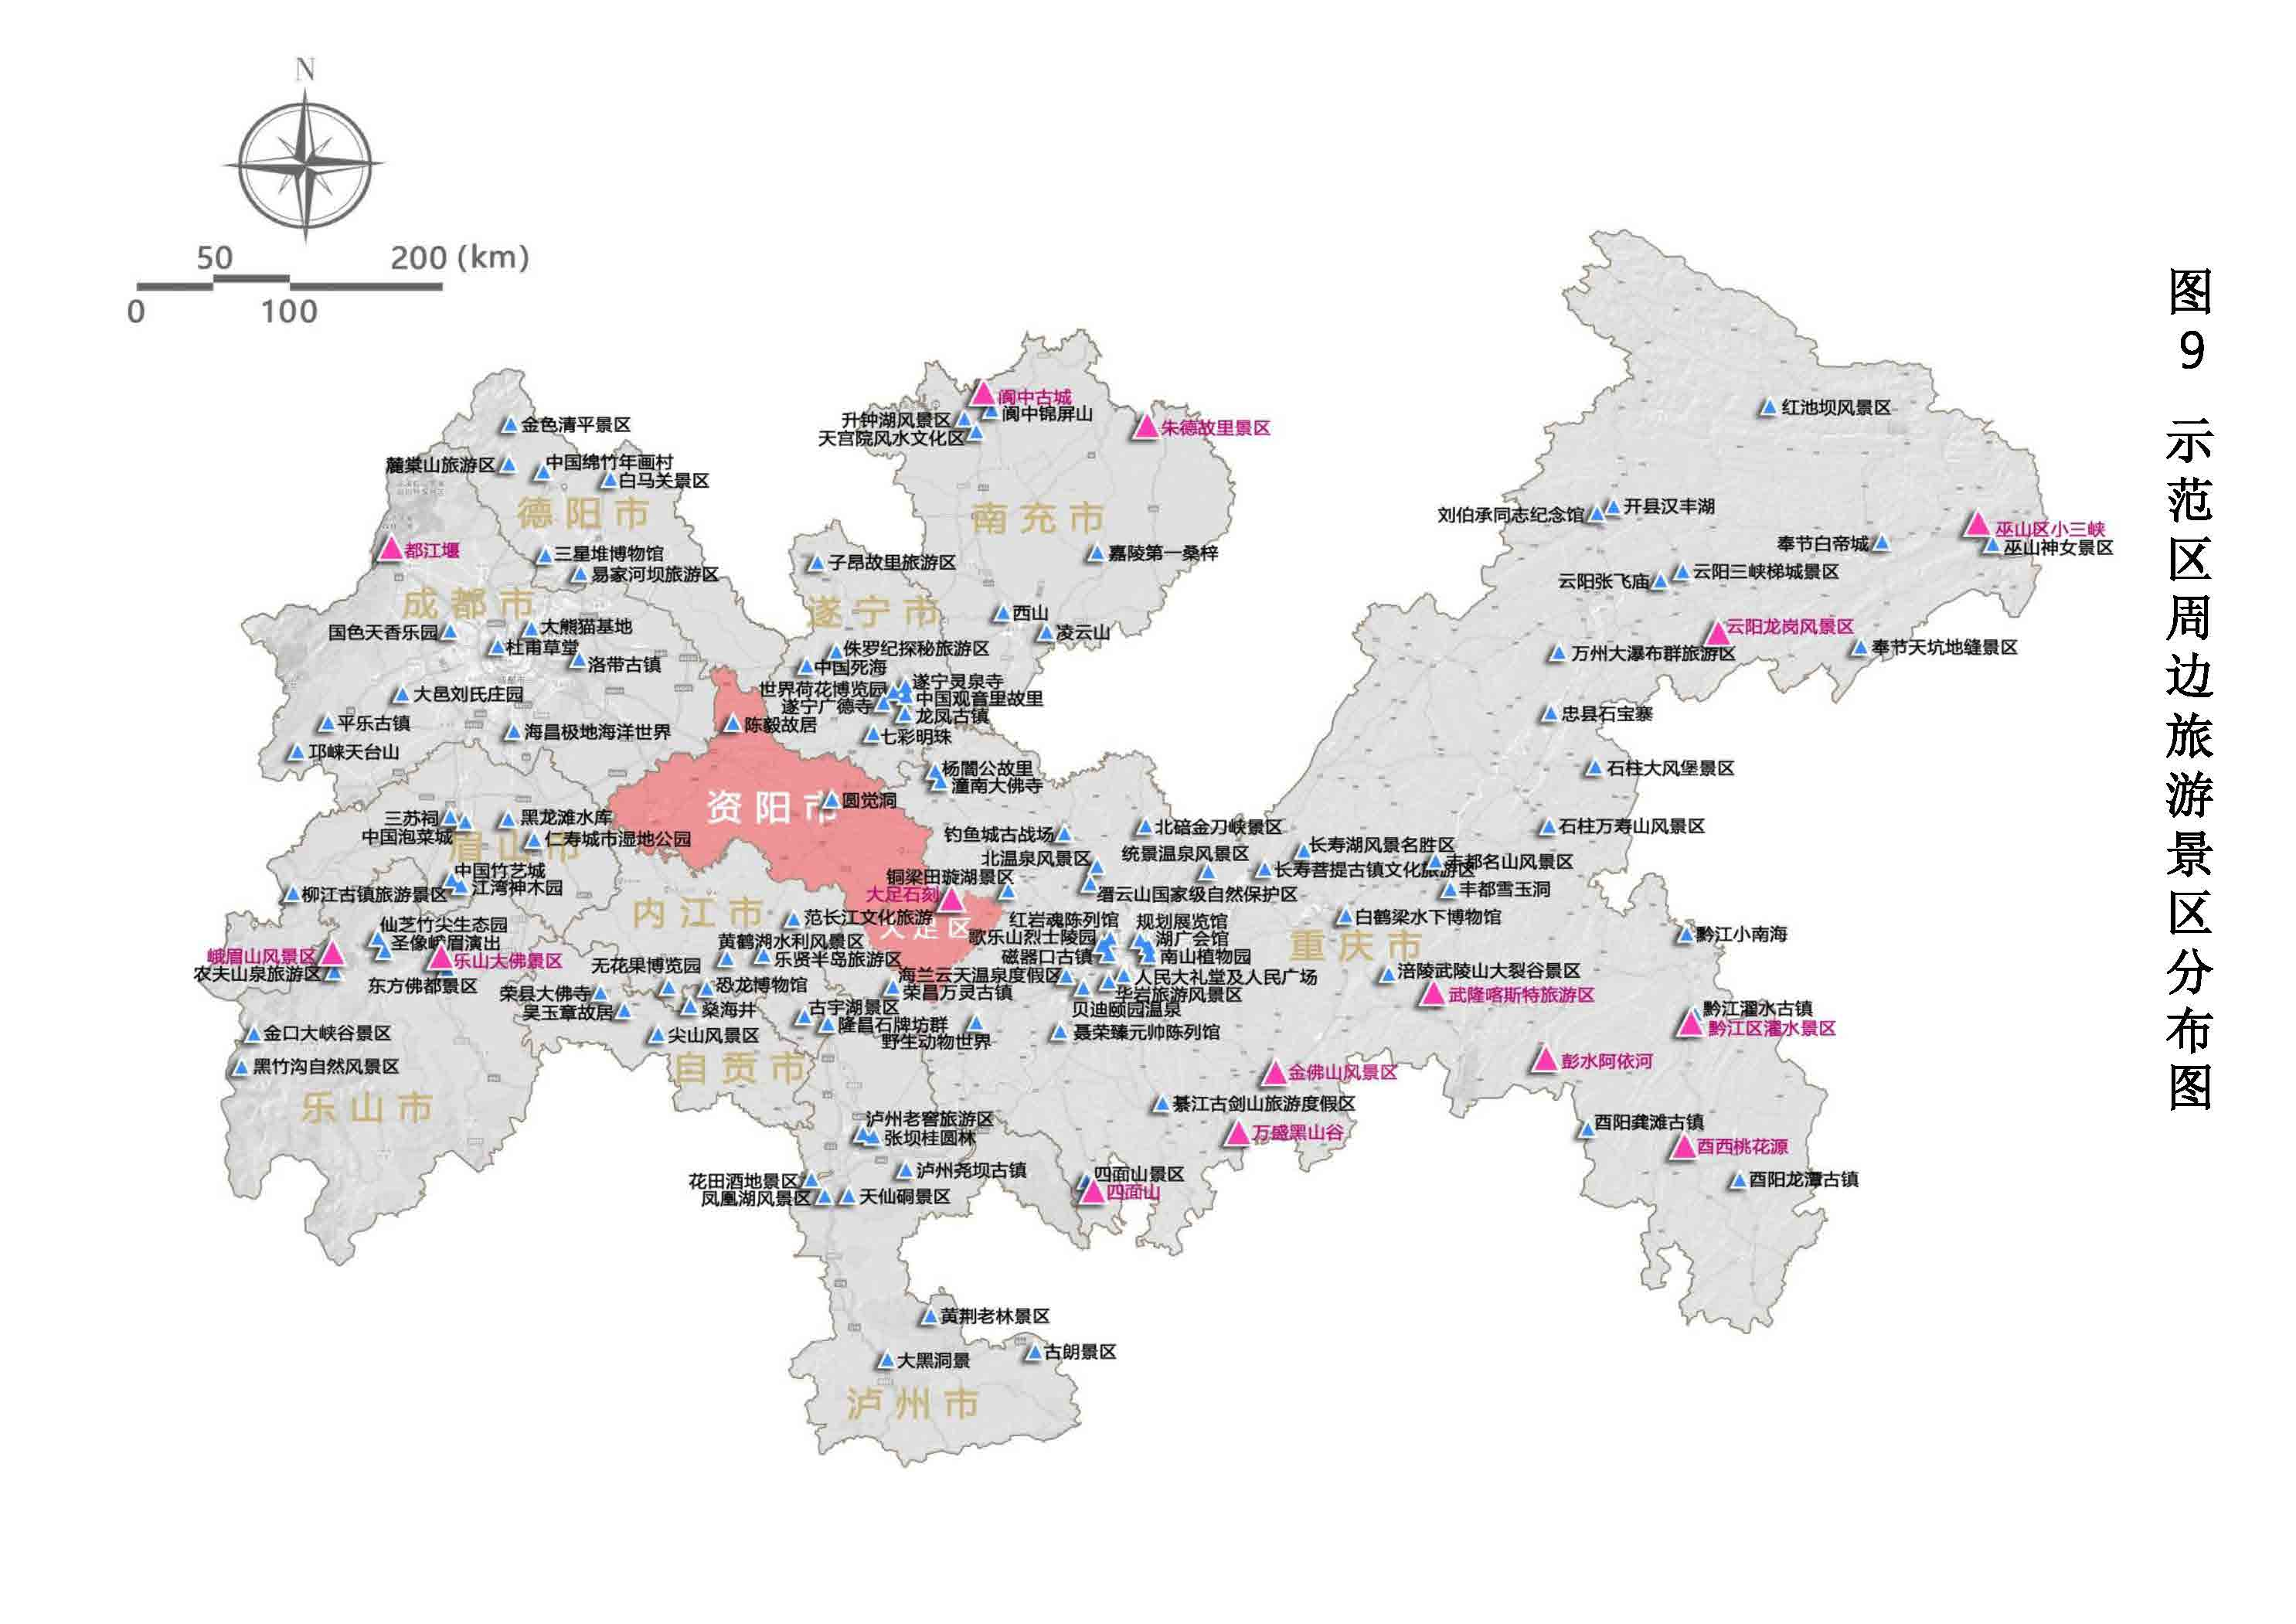 图9 示范区周边旅游景区分布图
N
50 200 (km)
0 100
金色清平景区
麓棠山旅游区
中国绵竹年画村
白马关景区
德阳市
都江堰
三星堆博物馆
易家河坝旅游区
成都市
国色天香乐园
大熊猫基地
杜甫草堂
洛带古镇
大邑刘氏庄园
平乐古镇
海昌极地海洋世界
邛崃天台山
阆中古城
升钟湖风景区
阆中锦屏山
天宫院风水文化区
朱德故里景区
南充市
嘉陵第一桑梓
西山
凌云山
子昂故里旅游区
遂宁市
侏罗纪探秘旅游区
中国死海
世界荷花博览园
遂宁灵泉寺
中国观音里故里
遂宁广德寺
龙凤古镇
七彩明珠
陈毅故居
资阳市
圆觉洞
杨闇公故里
潼南大佛寺
三苏祠
黑龙滩水库
中国泡菜城
仁寿城市湿地公园
眉山市
中国竹艺城
江湾神木园
柳江古镇旅游景区
仙芝竹尖生态园
圣像峨眉演出
峨眉山风景区
乐山大佛景区
农夫山泉旅游区
东方佛都景区
金口大峡谷景区
黑竹沟自然风景区
乐山市
内江市
范长江文化旅游
黄鹤湖水利风景区
乐贤半岛旅游区
无花果博览园
恐龙博物馆
荣县大佛寺
吴玉章故居
燊海井
尖山风景区
自贡市
古宇湖景区
隆昌石牌坊群
大足石刻
大足区
铜梁田璇湖景区
海兰云天温泉度假区
荣昌万灵古镇
野生动物世界
钓鱼城古战场
北碚金刀峡景区
北温泉风景区
统景温泉风景区
缙云山国家级自然保护区
长寿湖风景名胜区
长寿菩提古镇文化旅游区
丰都名山风景区
丰都雪玉洞
红岩魂陈列馆
规划展览馆
歌乐山烈士陵园
湖广会馆
磁器口古镇
南山植物园
人民大礼堂及人民广场
华岩旅游风景区
贝迪颐园温泉
聂荣臻元帅陈列馆
重庆市
白鹤梁水下博物馆
涪陵武陵山大裂谷景区
武隆喀斯特旅游区
金佛山风景区
綦江古剑山旅游度假区
万盛黑山谷
四面山景区
四面山
泸州老窖旅游区
张坝桂圆林
泸州尧坝古镇
花田酒地景区
凤凰湖风景区
天仙硐景区
黄荆老林景区
大黑洞景
古朗景区
泸州市
红池坝风景区
刘伯承同志纪念馆
开县汉丰湖
巫山区小三峡
奉节白帝城
巫山神女景区
云阳三峡梯城景区
云阳张飞庙
云阳龙岗风景区
万州大瀑布群旅游区
奉节天坑地缝景区
忠县石宝寨
石柱大风堡景区
石柱万寿山风景区
黔江小南海
黔江濯水古镇
黔江区濯水景区
彭水阿依河
酉阳龚滩古镇
酉西桃花源
酉阳龙潭古镇